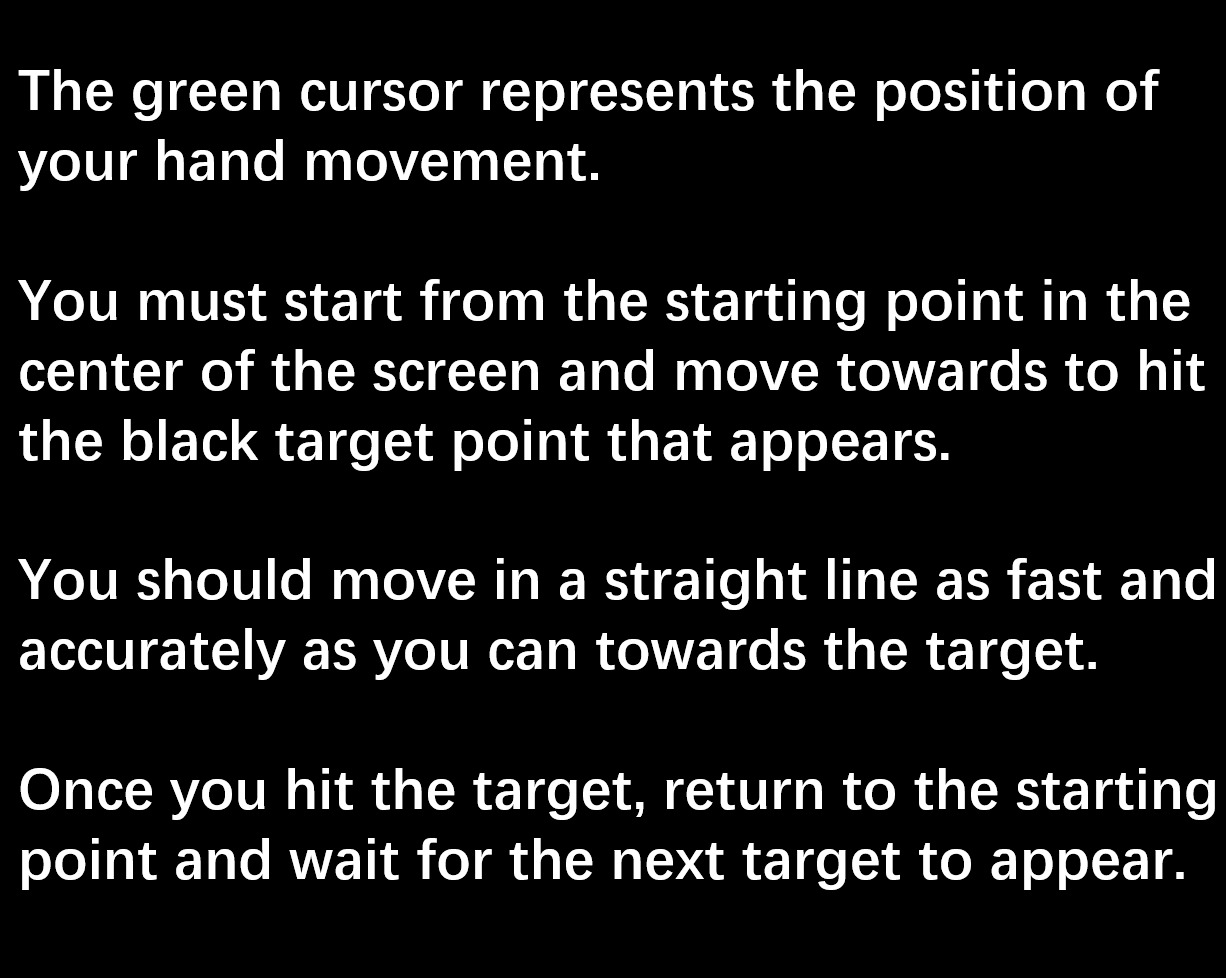 The green cursor represents the position of
your hand movement.
You must start from the starting point in the
center of the screen and move towards to hit
the black target point that appears.
You should move in a straight line as fast and
accurately as you can towards the target.
Once you hit the target, return to the starting
point and wait for the next target to appear.